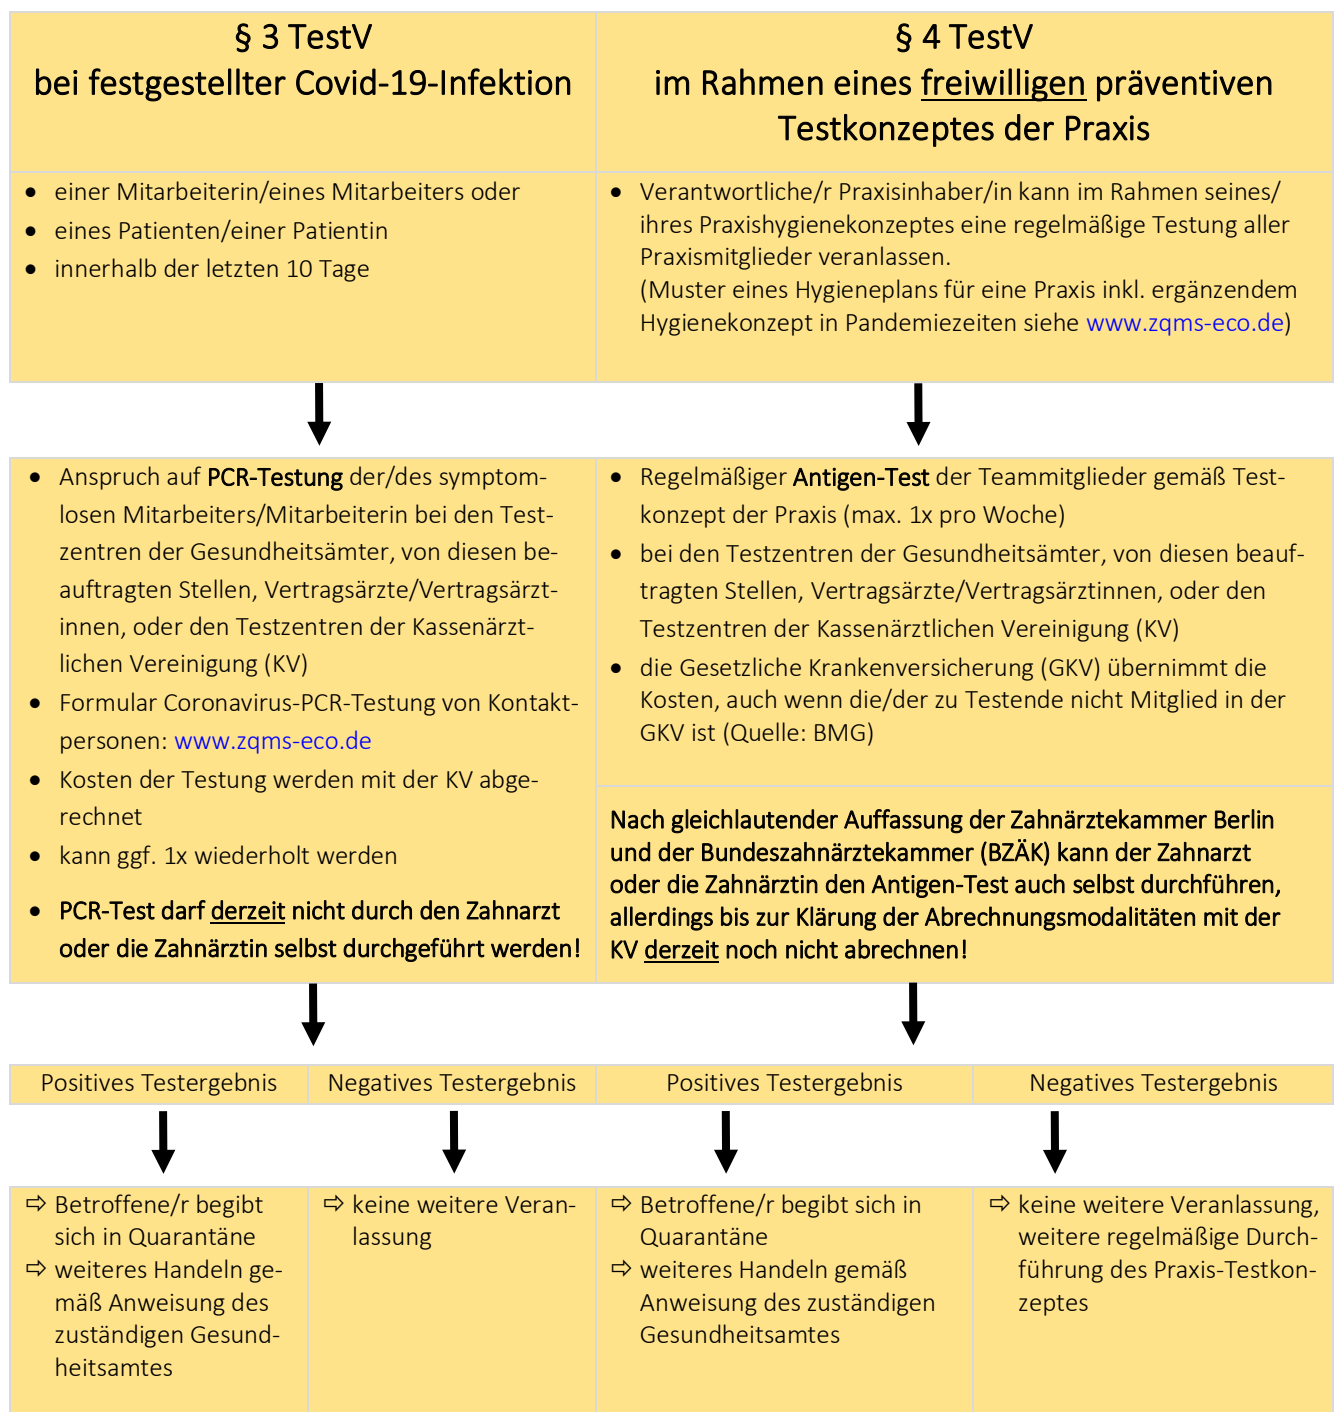 § 3 TestV
bei festgestellter Covid-19-Infektion
§ 4 TestV
im Rahmen eines freiwilligen präventiven
Testkonzeptes der Praxis
• einer Mitarbeiterin/eines Mitarbeiters oder
• eines Patienten/einer Patientin
• innerhalb der letzten 10 Tage
• Verantwortliche/r Praxisinhaber/in kann im Rahmen seines/
ihres Praxishygienekonzeptes eine regelmäßige Testung aller
Praxismitglieder veranlassen.
(Muster eines Hygieneplans für eine Praxis inkl. ergänzendem
Hygienekonzept in Pandemiezeiten siehe www.zqms-eco.de)
• Anspruch auf PCR-Testung der/des symptom-
losen Mitarbeiters/Mitarbeiterin bei den Test-
zentren der Gesundheitsämter, von diesen be-
auftragten Stellen, Vertragsärzte/Vertragsärzt-
innen, oder den Testzentren der Kassenärzt-
lichen Vereinigung (KV)
• Formular Coronavirus-PCR-Testung von Kontakt-
personen: www.zqms-eco.de
• Kosten der Testung werden mit der KV abge-
rechnet
• kann ggf. 1x wiederholt werden
• PCR-Test darf derzeit nicht durch den Zahnarzt
oder die Zahnärztin selbst durchgeführt werden!
• Regelmäßiger Antigen-Test der Teammitglieder gemäß Test-
konzept der Praxis (max. 1x pro Woche)
• bei den Testzentren der Gesundheitsämter, von diesen beauf-
tragten Stellen, Vertragsärzte/Vertragsärztinnen, oder den
Testzentren der Kassenärztlichen Vereinigung (KV)
• die Gesetzliche Krankenversicherung (GKV) übernimmt die
Kosten, auch wenn die/der zu Testende nicht Mitglied in der
GKV ist (Quelle: BMG)
Nach gleichlautender Auffassung der Zahnärztekammer Berlin
und der Bundeszahnärztekammer (BZÄK) kann der Zahnarzt
oder die Zahnärztin den Antigen-Test auch selbst durchführen,
allerdings bis zur Klärung der Abrechnungsmodalitäten mit der
KV derzeit noch nicht abrechnen!
Positives Testergebnis
Negatives Testergebnis
Positives Testergebnis
Negatives Testergebnis
⇨ Betroffene/r begibt
sich in Quarantäne
⇨ weiteres Handeln ge-
mäß Anweisung des
zuständigen Gesund-
heitsamtes
⇨ keine weitere Veran-
lassung
⇨ Betroffene/r begibt sich in
Quarantäne
⇨ weiteres Handeln gemäß
Anweisung des zuständigen
Gesundheitsamtes
⇨ keine weitere Veranlassung,
weitere regelmäßige Durch-
führung des Praxis-Testkon-
zeptes